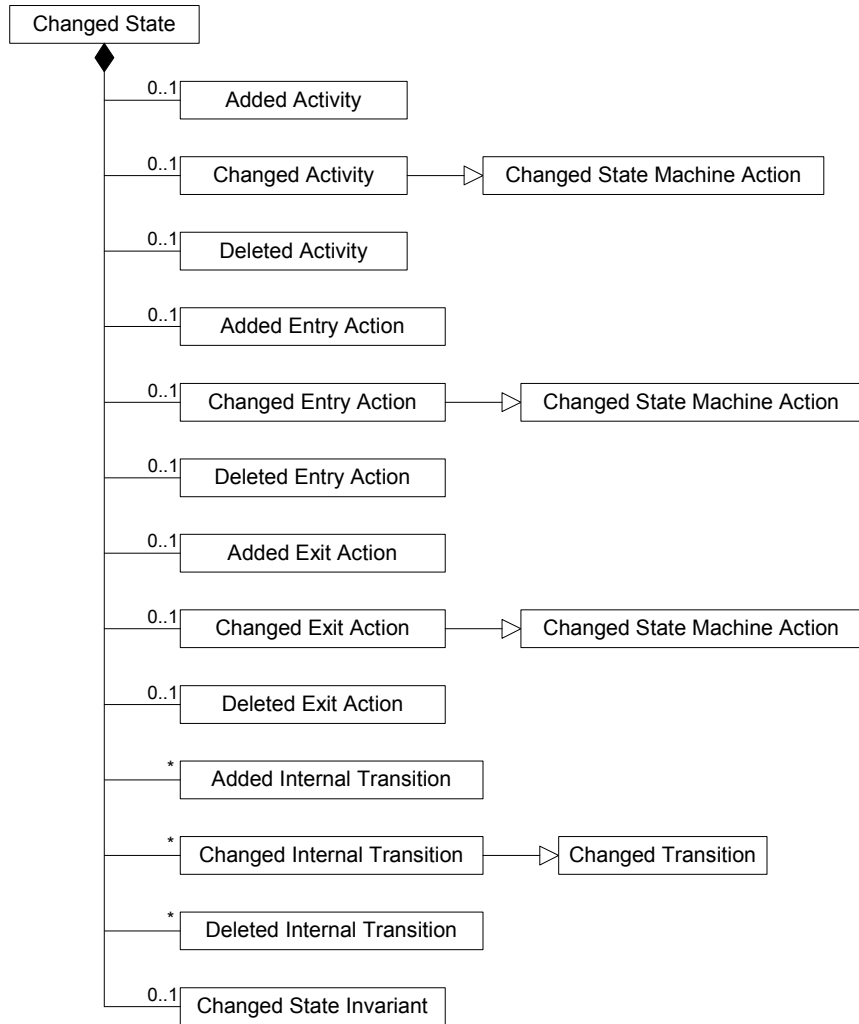 Changed State
0..1
Added Activity
0..1
Changed Activity
Changed State Machine Action
0..1
Deleted Activity
0..1
Added Entry Action
0..1
Changed Entry Action
Changed State Machine Action
0..1
Deleted Entry Action
0..1
Added Exit Action
0..1
Changed Exit Action
Changed State Machine Action
0..1
Deleted Exit Action
*
Added Internal Transition
*
Changed Internal Transition
Changed Transition
*
Deleted Internal Transition
0..1
Changed State Invariant